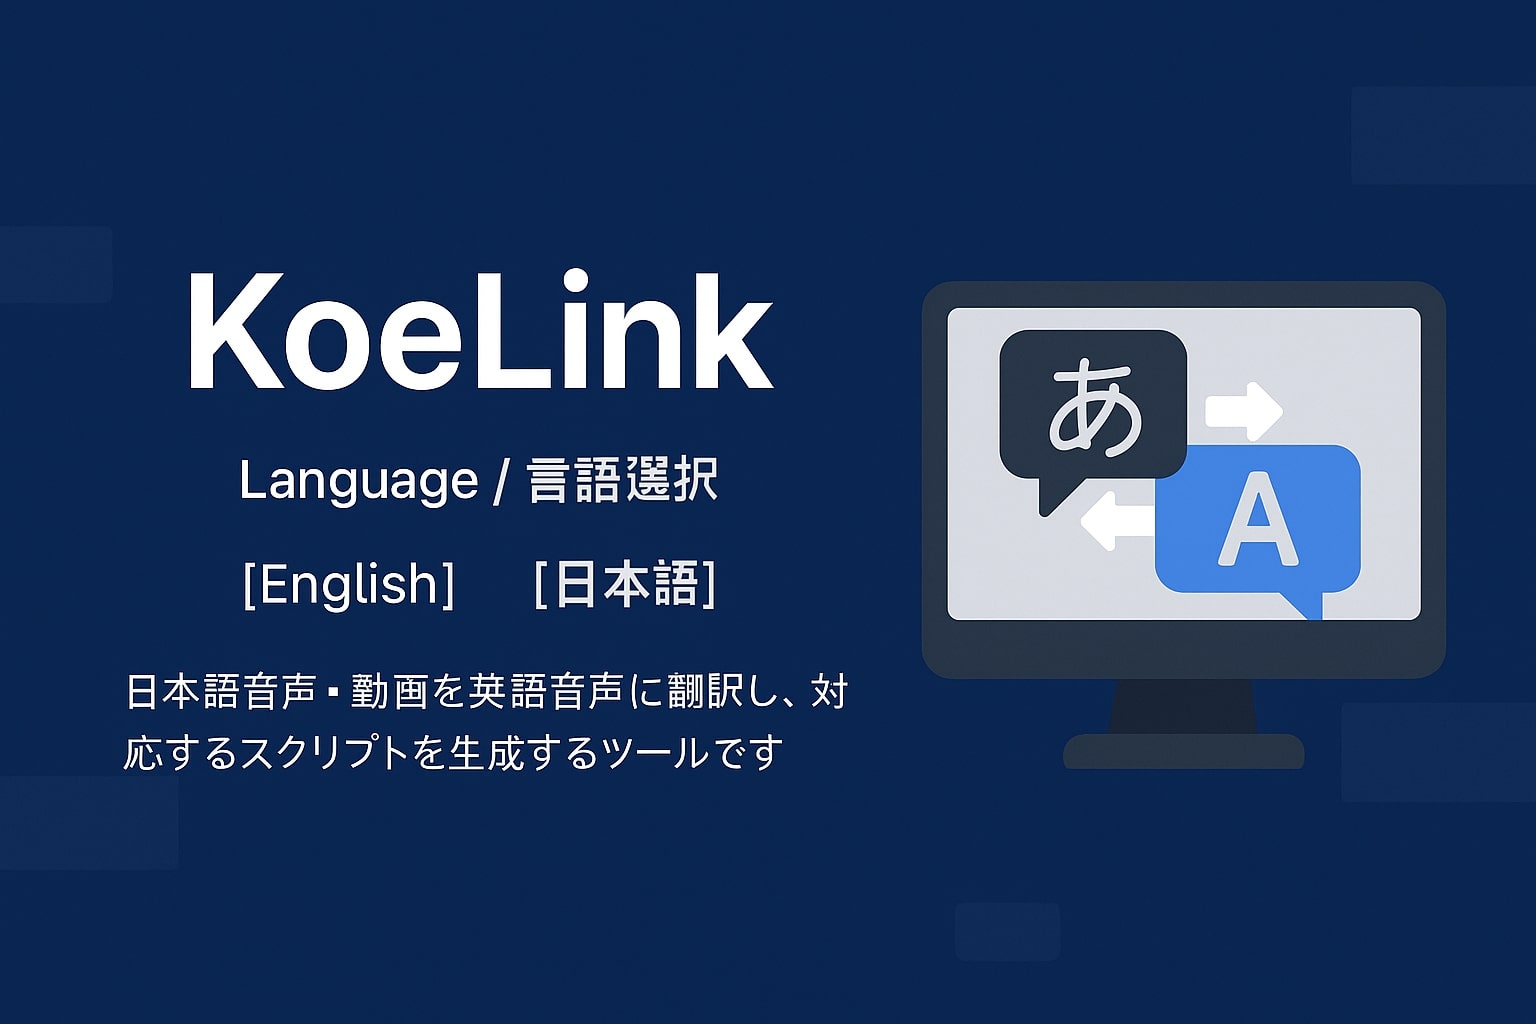 KoeLink
Language / 言語選択
[English] [日本語]
日本語音声・動画を英語音声に翻訳し、対
応するスクリプトを生成するツールです
あ
A